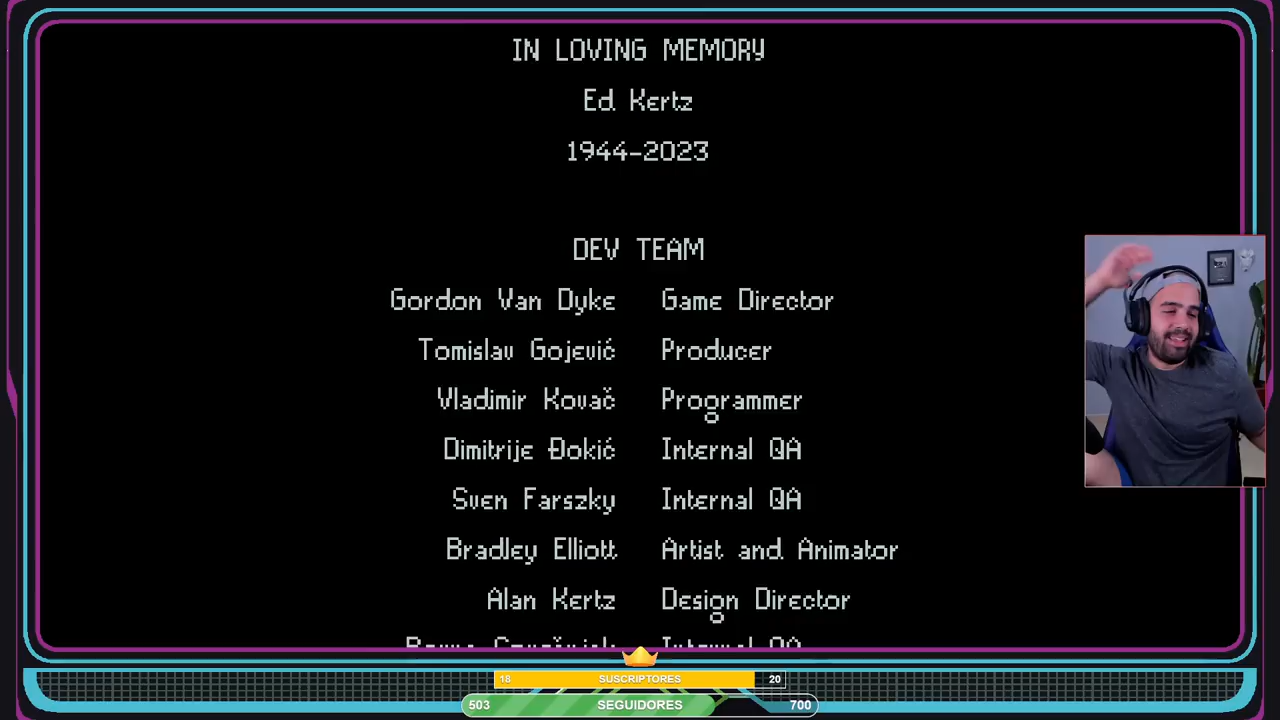 IN LOVING MEMORY
Ed Kertz
1944-2023
DEV TEAM
Gordon Van Dyke Game Director
Tomislav Gojević Producer
Vladimir Kovač Programmer
Dimitrije Đokić Internal QA
Sven Farszky Internal QA
Bradley Elliott Artist and Animator
Alan Kertz Design Director
Internal QA
18 SUSCRIPTORES 20
503 SEGUIDORES 700